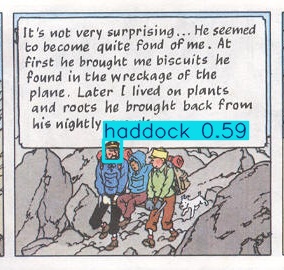 It's not very surprising... He seemed
to become quite fond of me. At
first he brought me biscuits he
found in the wreckage of the
plane. Later I lived on plants
and roots he brought back from
his nightly
haddock 0.59